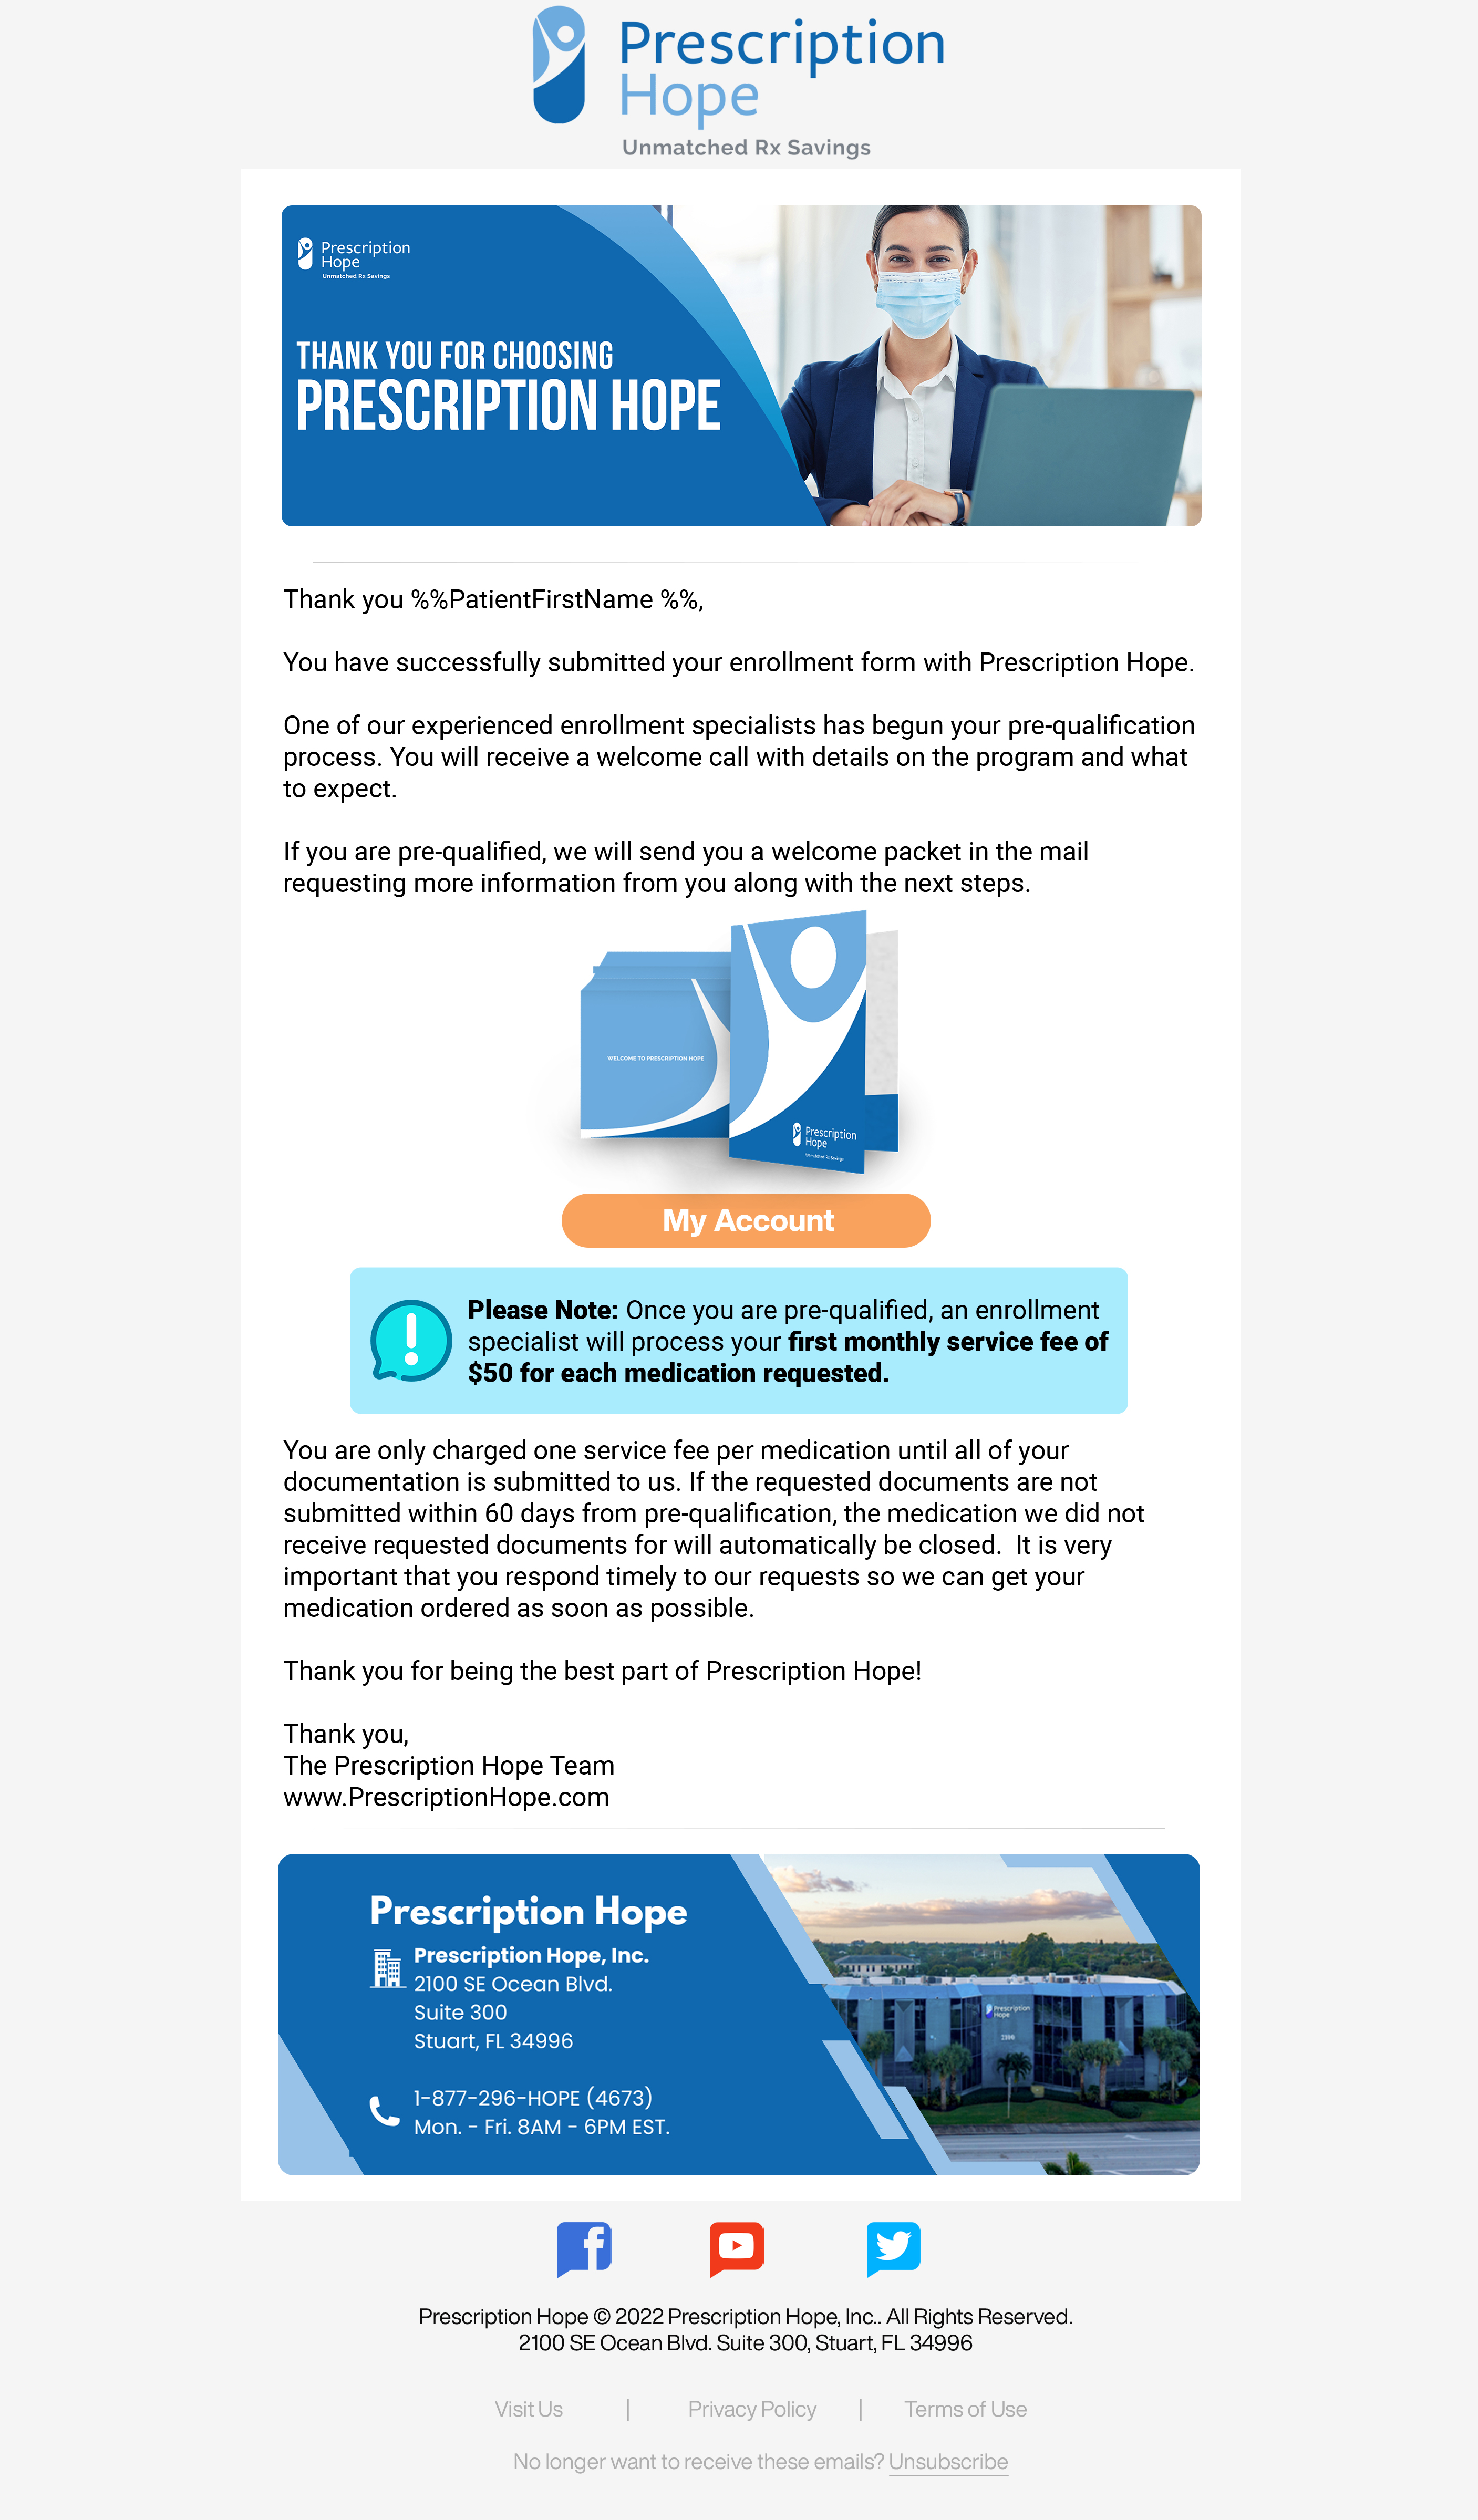 Prescription
Hope
Unmatched Rx Savings
Prescription
Hope
Unmatched Rx Savings
THANK YOU FOR CHOOSING
PRESCRIPTION HOPE
Thank you %%PatientFirstName %%,
You have successfully submitted your enrollment form with Prescription Hope.
One of our experienced enrollment specialists has begun your pre-qualification
process. You will receive a welcome call with details on the program and what
to expect.
If you are pre-qualified, we will send you a welcome packet in the mail
requesting more information from you along with the next steps.
WELCOME TO PRESCRIPTION HOPE
Prescription
Hope
Unmatched Rx Savings
My Account
Please Note: Once you are pre-qualified, an enrollment
specialist will process your first monthly service fee of
$50 for each medication requested.
You are only charged one service fee per medication until all of your
documentation is submitted to us. If the requested documents are not
submitted within 60 days from pre-qualification, the medication we did not
receive requested documents for will automatically be closed.  It is very
important that you respond timely to our requests so we can get your
medication ordered as soon as possible.
Thank you for being the best part of Prescription Hope!
Thank you,
The Prescription Hope Team
www.PrescriptionHope.com
Prescription Hope
Prescription Hope, Inc.
2100 SE Ocean Blvd.
Suite 300
Stuart, FL 34996
1-877-296-HOPE (4673)
Mon. - Fri. 8AM - 6PM EST.
Prescription
Hope
Prescription Hope © 2022 Prescription Hope, Inc.. All Rights Reserved.
2100 SE Ocean Blvd. Suite 300, Stuart, FL 34996
Visit Us | Privacy Policy | Terms of Use
No longer want to receive these emails? Unsubscribe